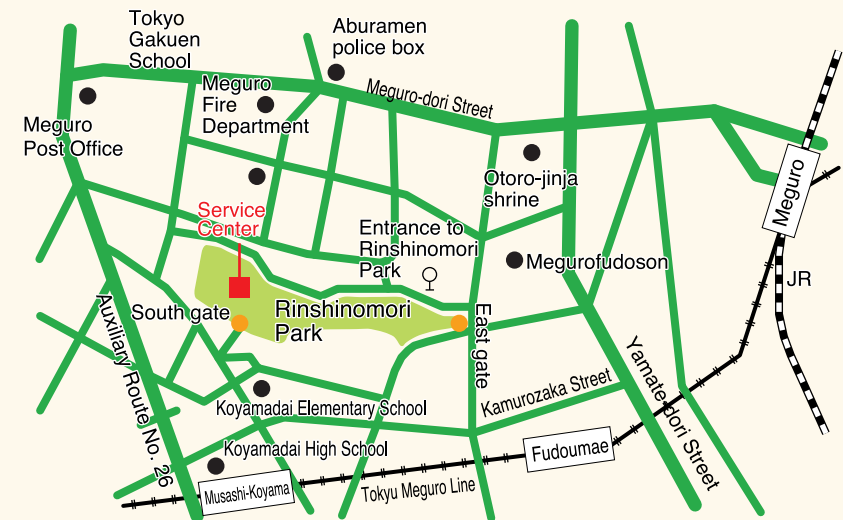 Tokyo
Gakuen
School
Aburamen
police box
Meguro
Fire
Department
Meguro-dori Street
Meguro
Post Office
Otoro-jinja
shrine
Meguro
Service
Center
Entrance to
Rinshinomori
Park
Megurofudoson
JR
South gate
Rinshinomori
Park
East gate
Auxiliary Route No. 26
Yamate-dori Street
Kamurozaka Street
Koyamadai Elementary School
Koyamadai High School
Fudoumae
Musashi-Koyama
Tokyu Meguro Line